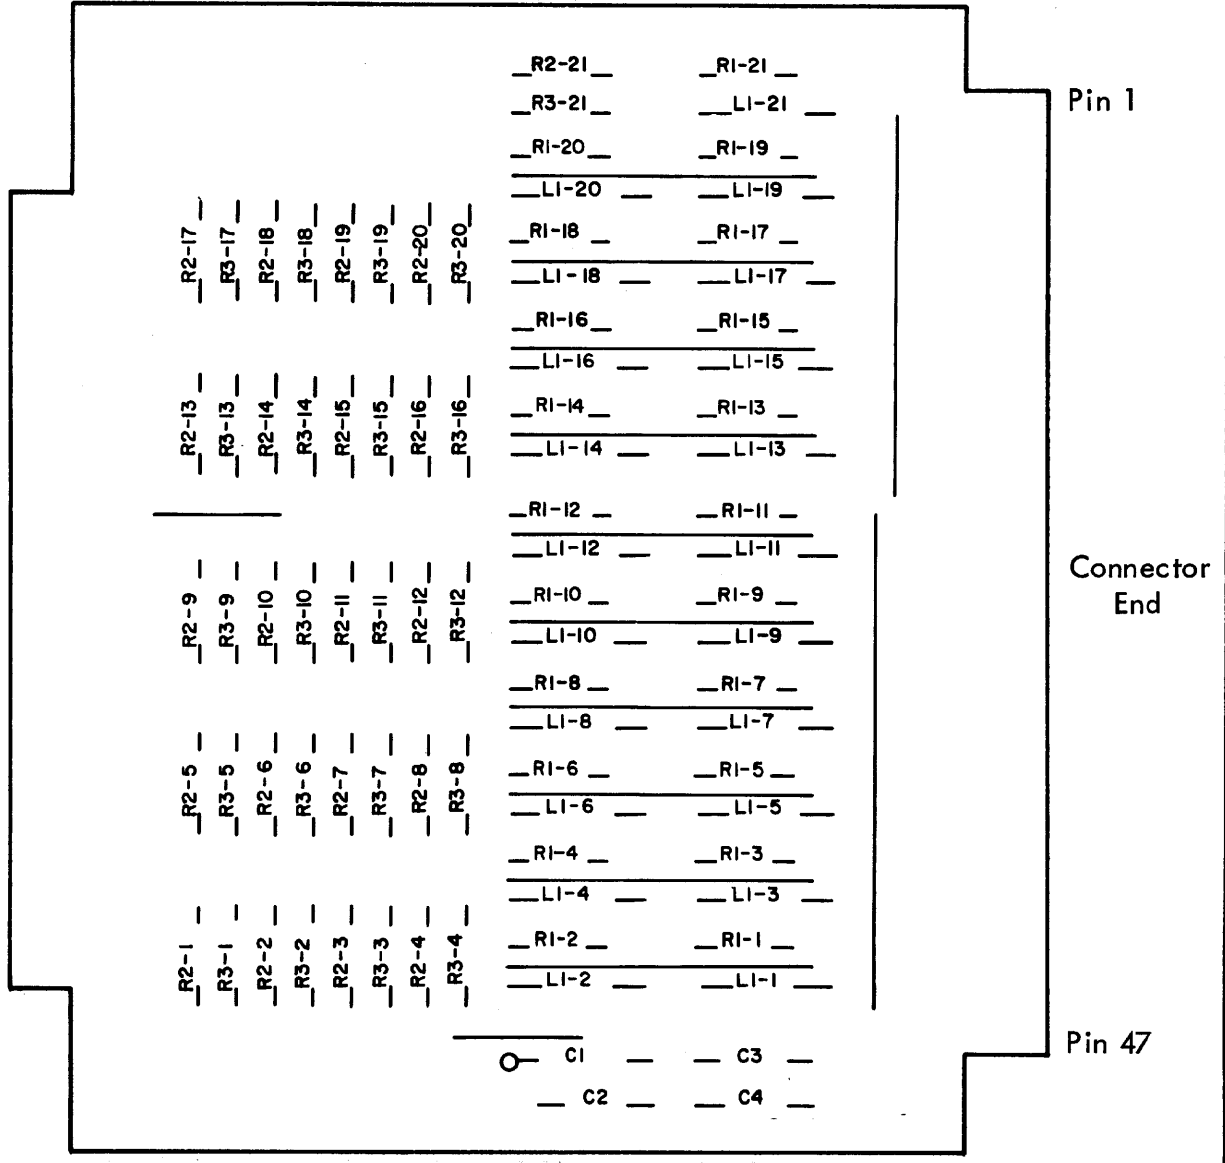 R2-21 R1-21
Pin 1
R3-21 L1-21
R1-20 R1-19
L1-20 L1-19
R1-18 R1-17
L1-18 L1-17
R2-17 R3-17 R2-18 R3-18 R2-19 R3-19 R2-20 R3-20
R1-16 R1-15
L1-16 L1-15
R1-14 R1-13
L1-14 L1-13
R2-13 R3-13 R2-14 R3-14 R2-15 R3-15 R2-16 R3-16
R1-12 R1-11
L1-12 L1-11
Connector
End
R1-10 R1-9
L1-10 L1-9
R2-9 R3-9 R2-10 R3-10 R2-11 R3-11 R2-12 R3-12
R1-8 R1-7
L1-8 L1-7
R1-6 R1-5
L1-6 L1-5
R2-5 R3-5 R2-6 R3-6 R2-7 R3-7 R2-8 R3-8
R1-4 R1-3
L1-4 L1-3
R1-2 R1-1
L1-2 L1-1
R2-1 R3-1 R2-2 R3-2 R2-3 R3-3 R2-4 R3-4
Pin 47
C1 C3
C2 C4